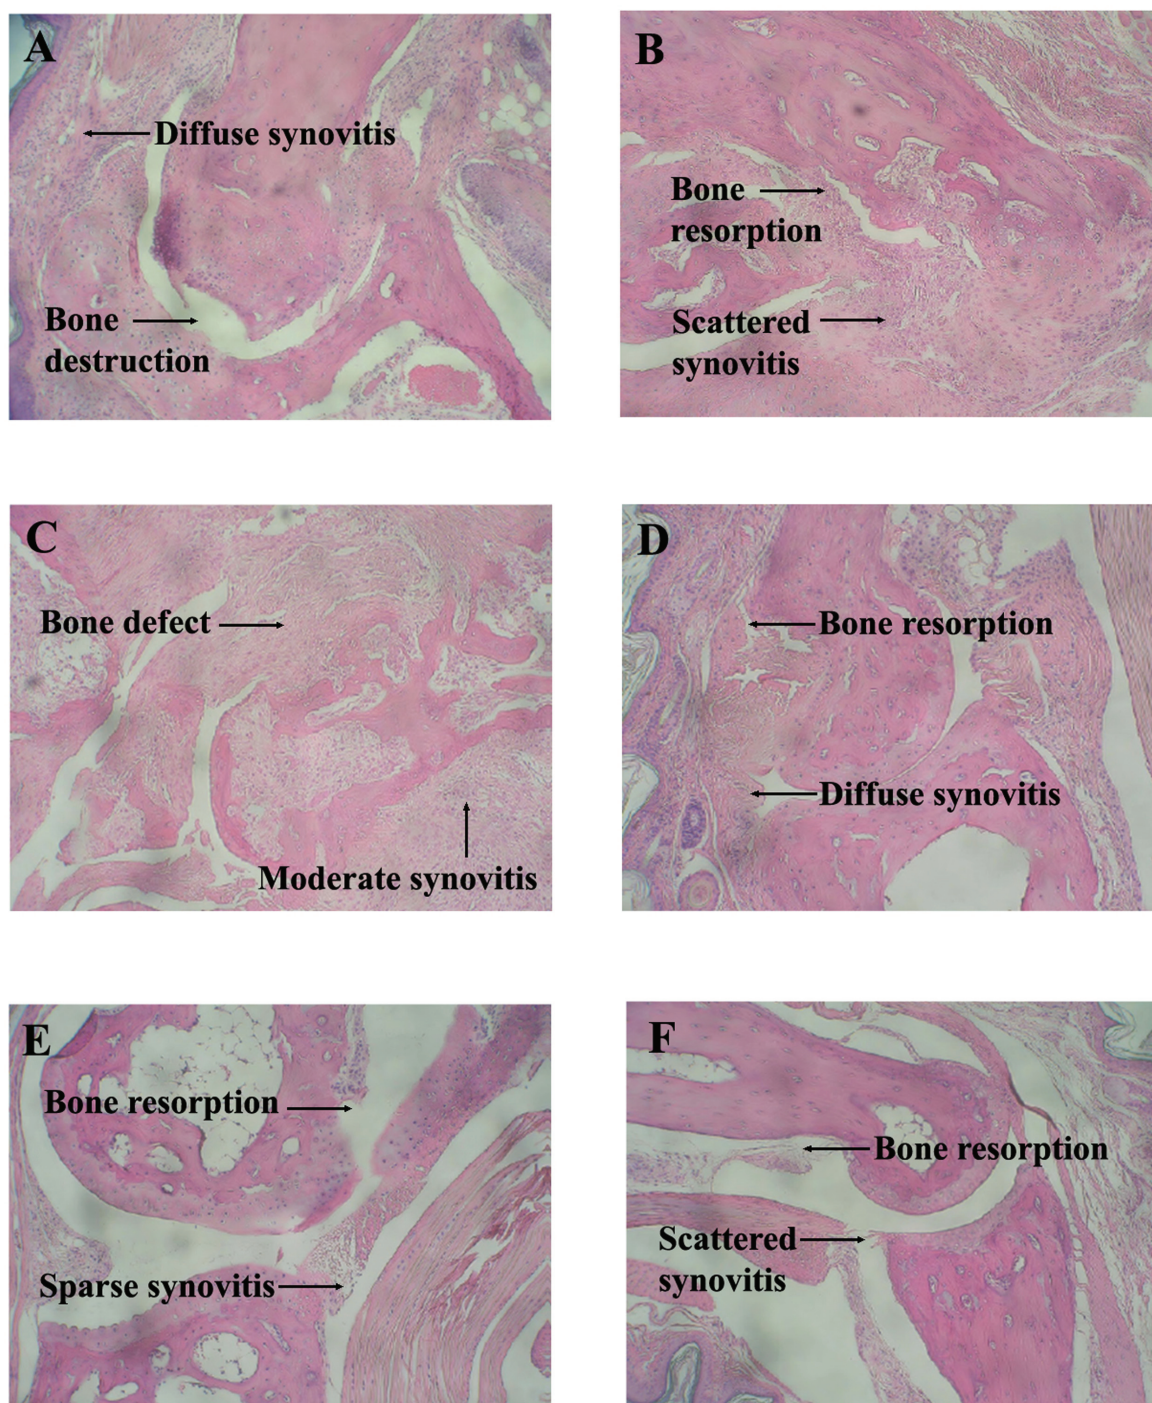 A
Diffuse synovitis
Bone
destruction
B
Bone
resorption
Scattered
synovitis
C
Bone defect
Moderate synovitis
D
Bone resorption
Diffuse synovitis
E
Bone resorption
Sparse synovitis
F
Bone resorption
Scattered
synovitis